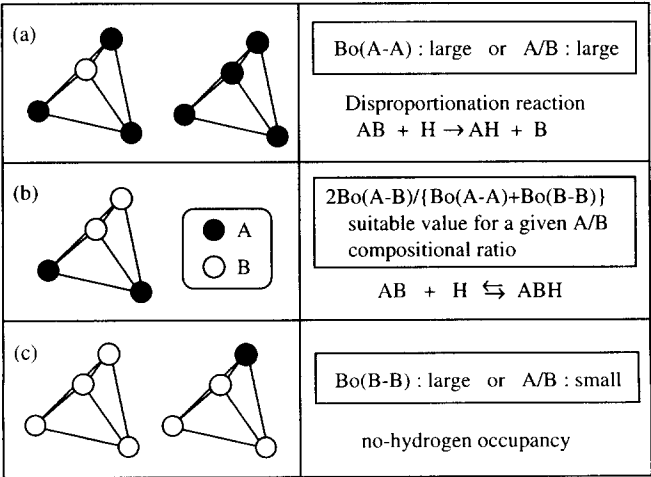 (a)
Bo(A-A) : large or A/B : large
Disproportionation reaction
AB + H → AH + B
(b)
A
B
2Bo(A-B)/{Bo(A-A)+Bo(B-B)}
suitable value for a given A/B
compositional ratio
AB + H ⇆ ABH
(c)
Bo(B-B) : large or A/B : small
no-hydrogen occupancy